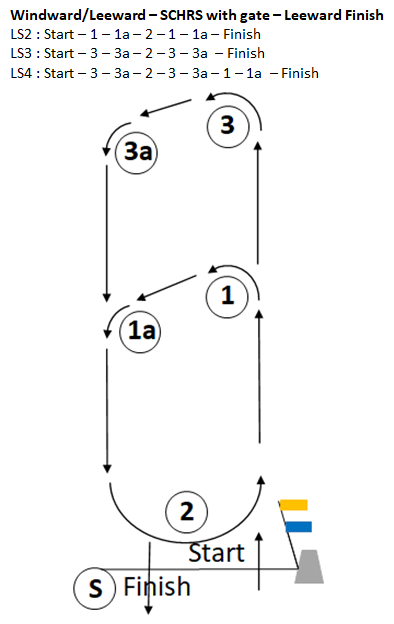 Windward/Leeward – SCHRS with gate – Leeward Finish
LS2 : Start – 1 – 1a – 2 – 1 – 1a – Finish
LS3 : Start – 3 – 3a – 2 – 3 – 3a  – Finish
LS4 : Start – 3 – 3a – 2 – 3 – 3a – 1 – 1a  – Finish
3
3a
1
1a
2
Start
S Finish